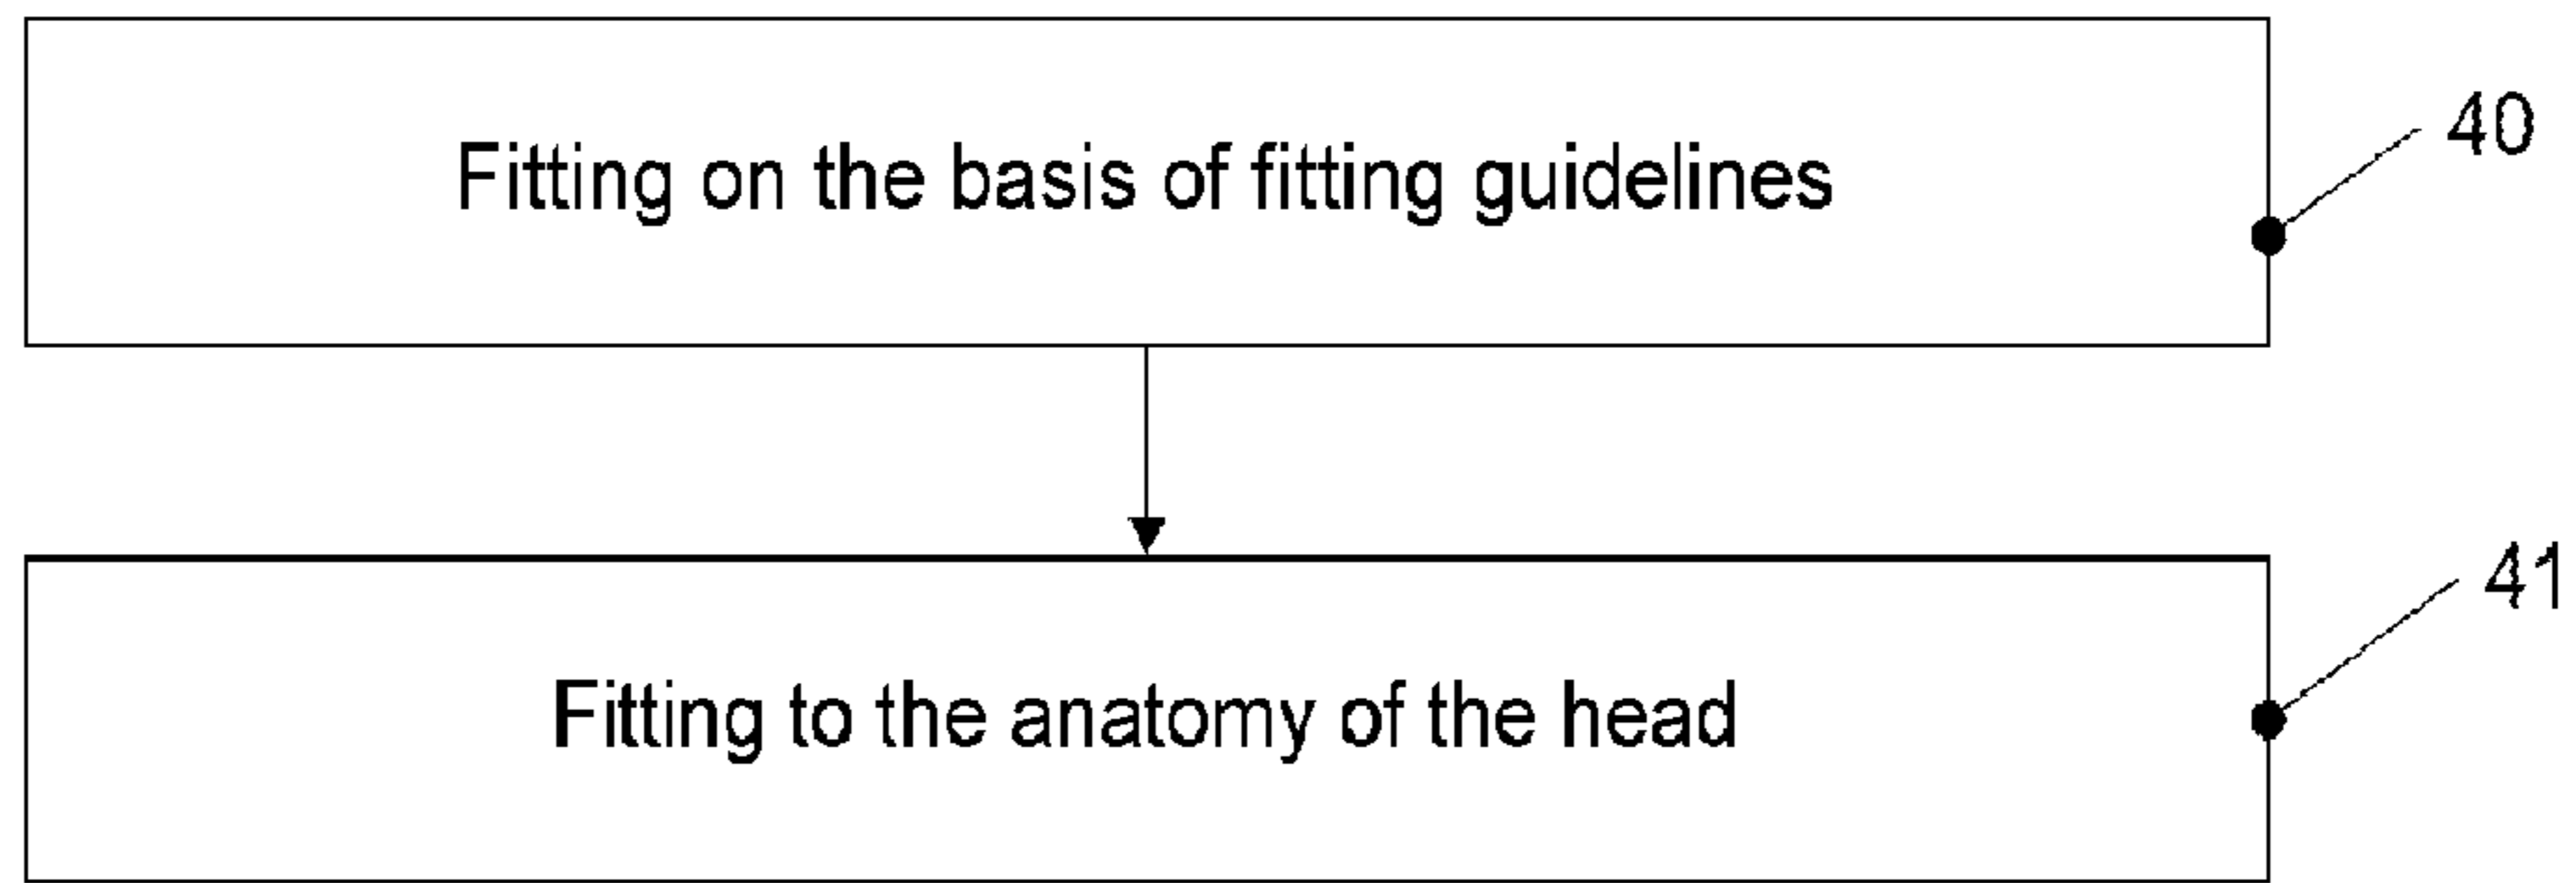 Fitting on the basis of fitting guidelines
40
Fitting to the anatomy of the head
41